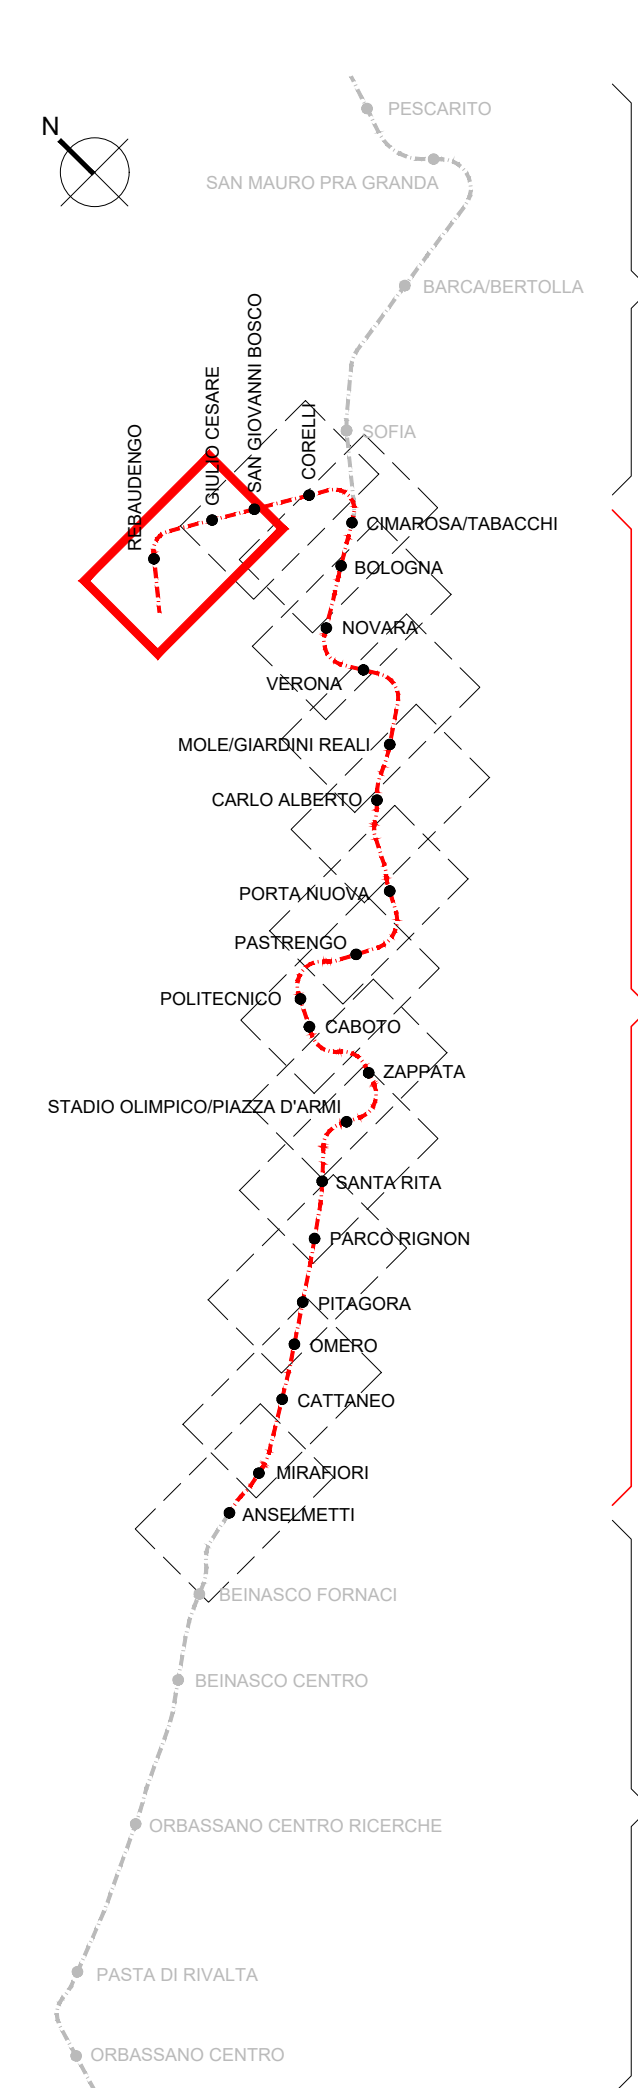 PESCARITO
N
SAN MAURO PRA GRANDA
BARCA/BERTOLLA
SAN GIOVANNI BOSCO
GIULIO CESARE
CORELLI
REBAUDENGO
SOFIA
CIMAROSA/TABACCHI
BOLOGNA
NOVARA
VERONA
MOLE/GIARDINI REALI
CARLO ALBERTO
PORTA NUOVA
PASTRENGO
POLITECNICO
CABOTO
ZAPPATA
STADIO OLIMPICO/PIAZZA D'ARMI
SANTA RITA
PARCO RIGNON
PITAGORA
OMERO
CATTANEO
MIRAFIORI
ANSELMETTI
BEINASCO FORNACI
BEINASCO CENTRO
ORBASSANO CENTRO RICERCHE
PASTA DI RIVALTA
ORBASSANO CENTRO